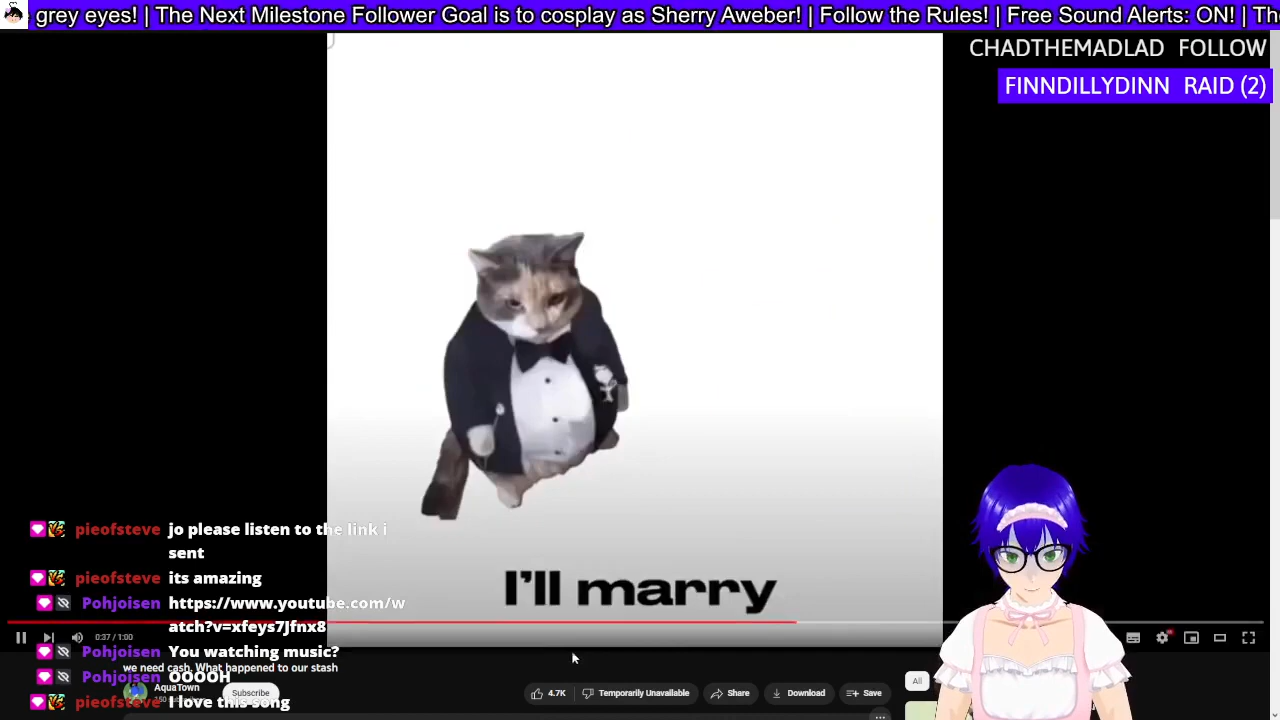 grey eyes! | The Next Milestone Follower Goal is to cosplay as Sherry Aweber! | Follow the Rules! | Free Sound Alerts: ON! | Th
CHADTHEMADLAD FOLLOW
FINNDILLYDINN RAID (2)
I'll marry
pieofsteve jo please listen to the link i
sent
pieofsteve its amazing
Pohjoisen https://www.youtube.com/w
atch?v=xfeys7Jfnx8
0:37 / 1:00
Pohjoisen You watching music?
we need cash. What happened to our stash
Pohjoisen OOOOH
AquaTown
Subscribe
4.7K
Temporarily Unavailable
Share
Download
Save
All
pieofsteve I love this song